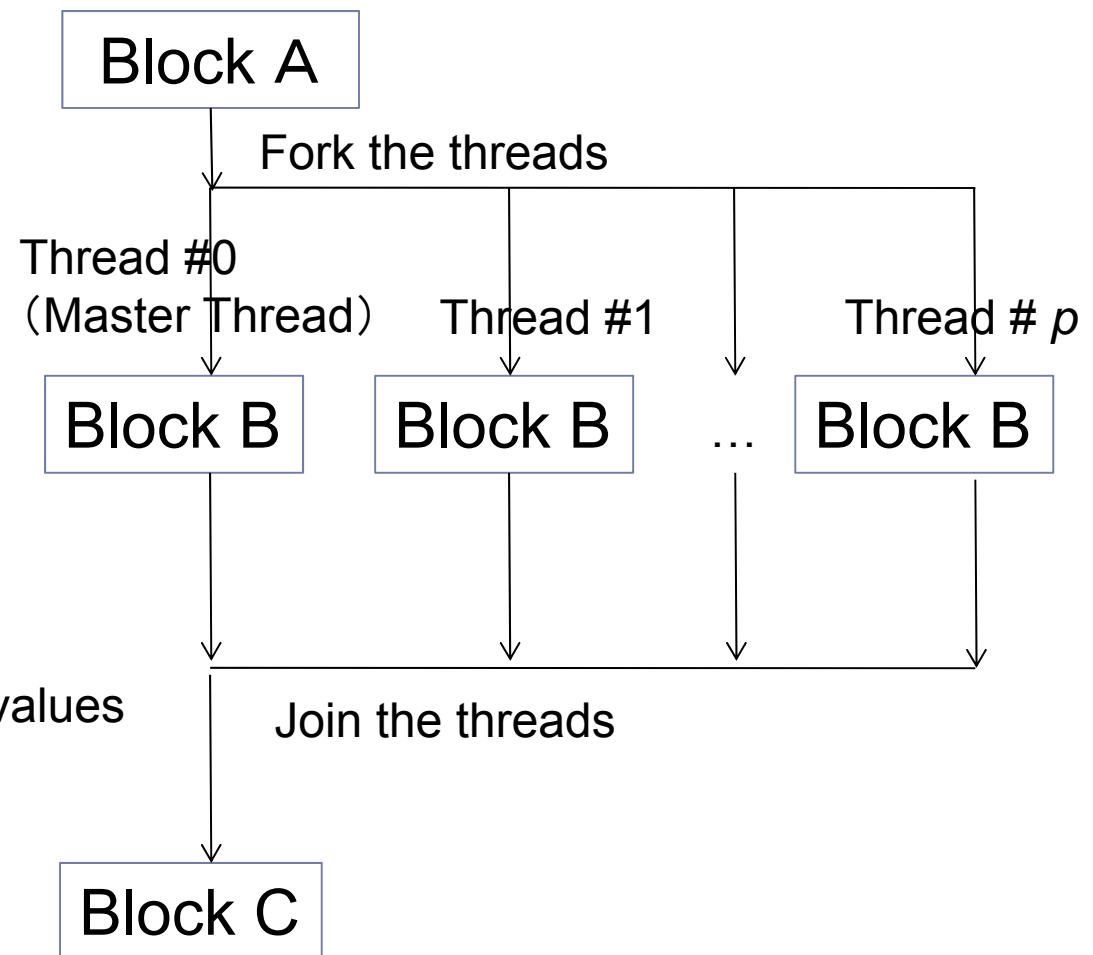 Block A
Fork the threads
Thread #0
（Master Thread）
Thread #1
Thread # p
Block B
Block B
…
Block B
values
Join the threads
Block C